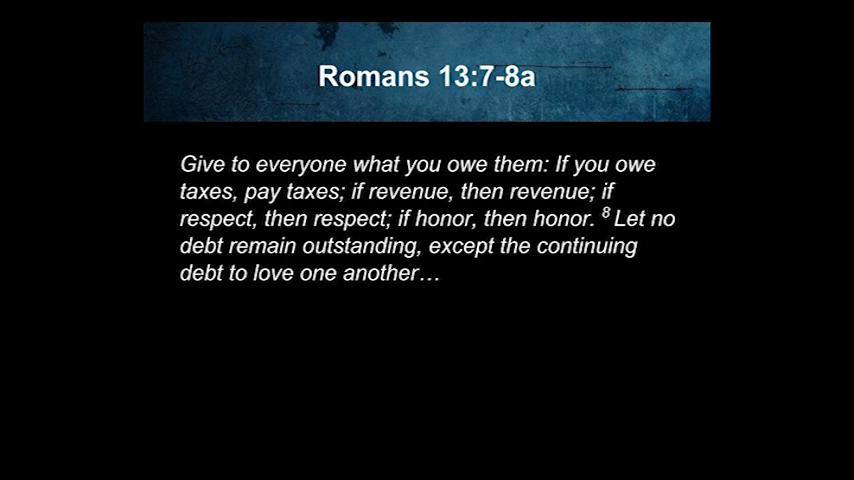 Romans 13:7-8a
Give to everyone what you owe them: If you owe
taxes, pay taxes; if revenue, then revenue; if
respect, then respect; if honor, then honor. 8 Let no
debt remain outstanding, except the continuing
debt to love one another…